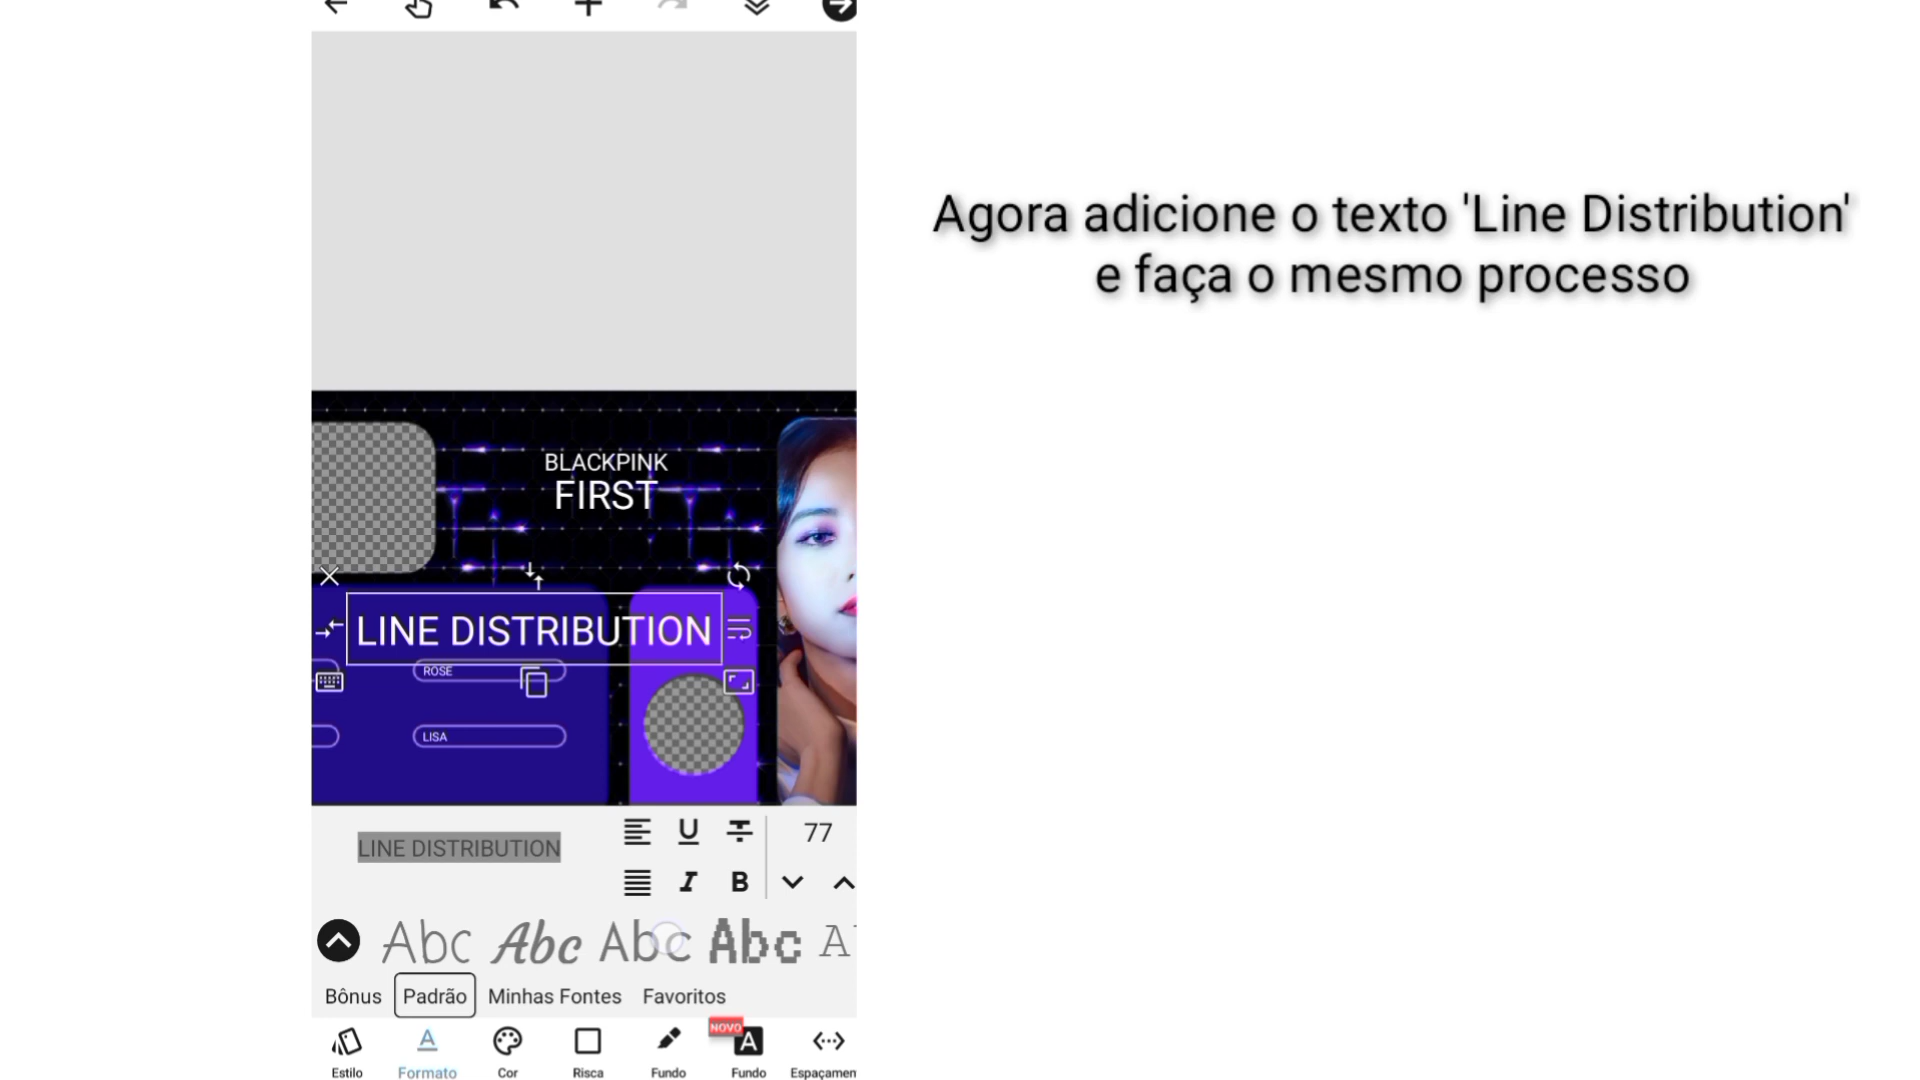 Agora adicione o texto 'Line Distribution'
e faça o mesmo processo
BLACKPINK
FIRST
LINE DISTRIBUTION
ROSE
LISA
LINE DISTRIBUTION
U
T
77
I
B
Abc Abc Abc Abc A
Bônus Padrão Minhas Fontes Favoritos
NOVO
A A
Estilo Formato Cor Risca Fundo Fundo Espaçamen